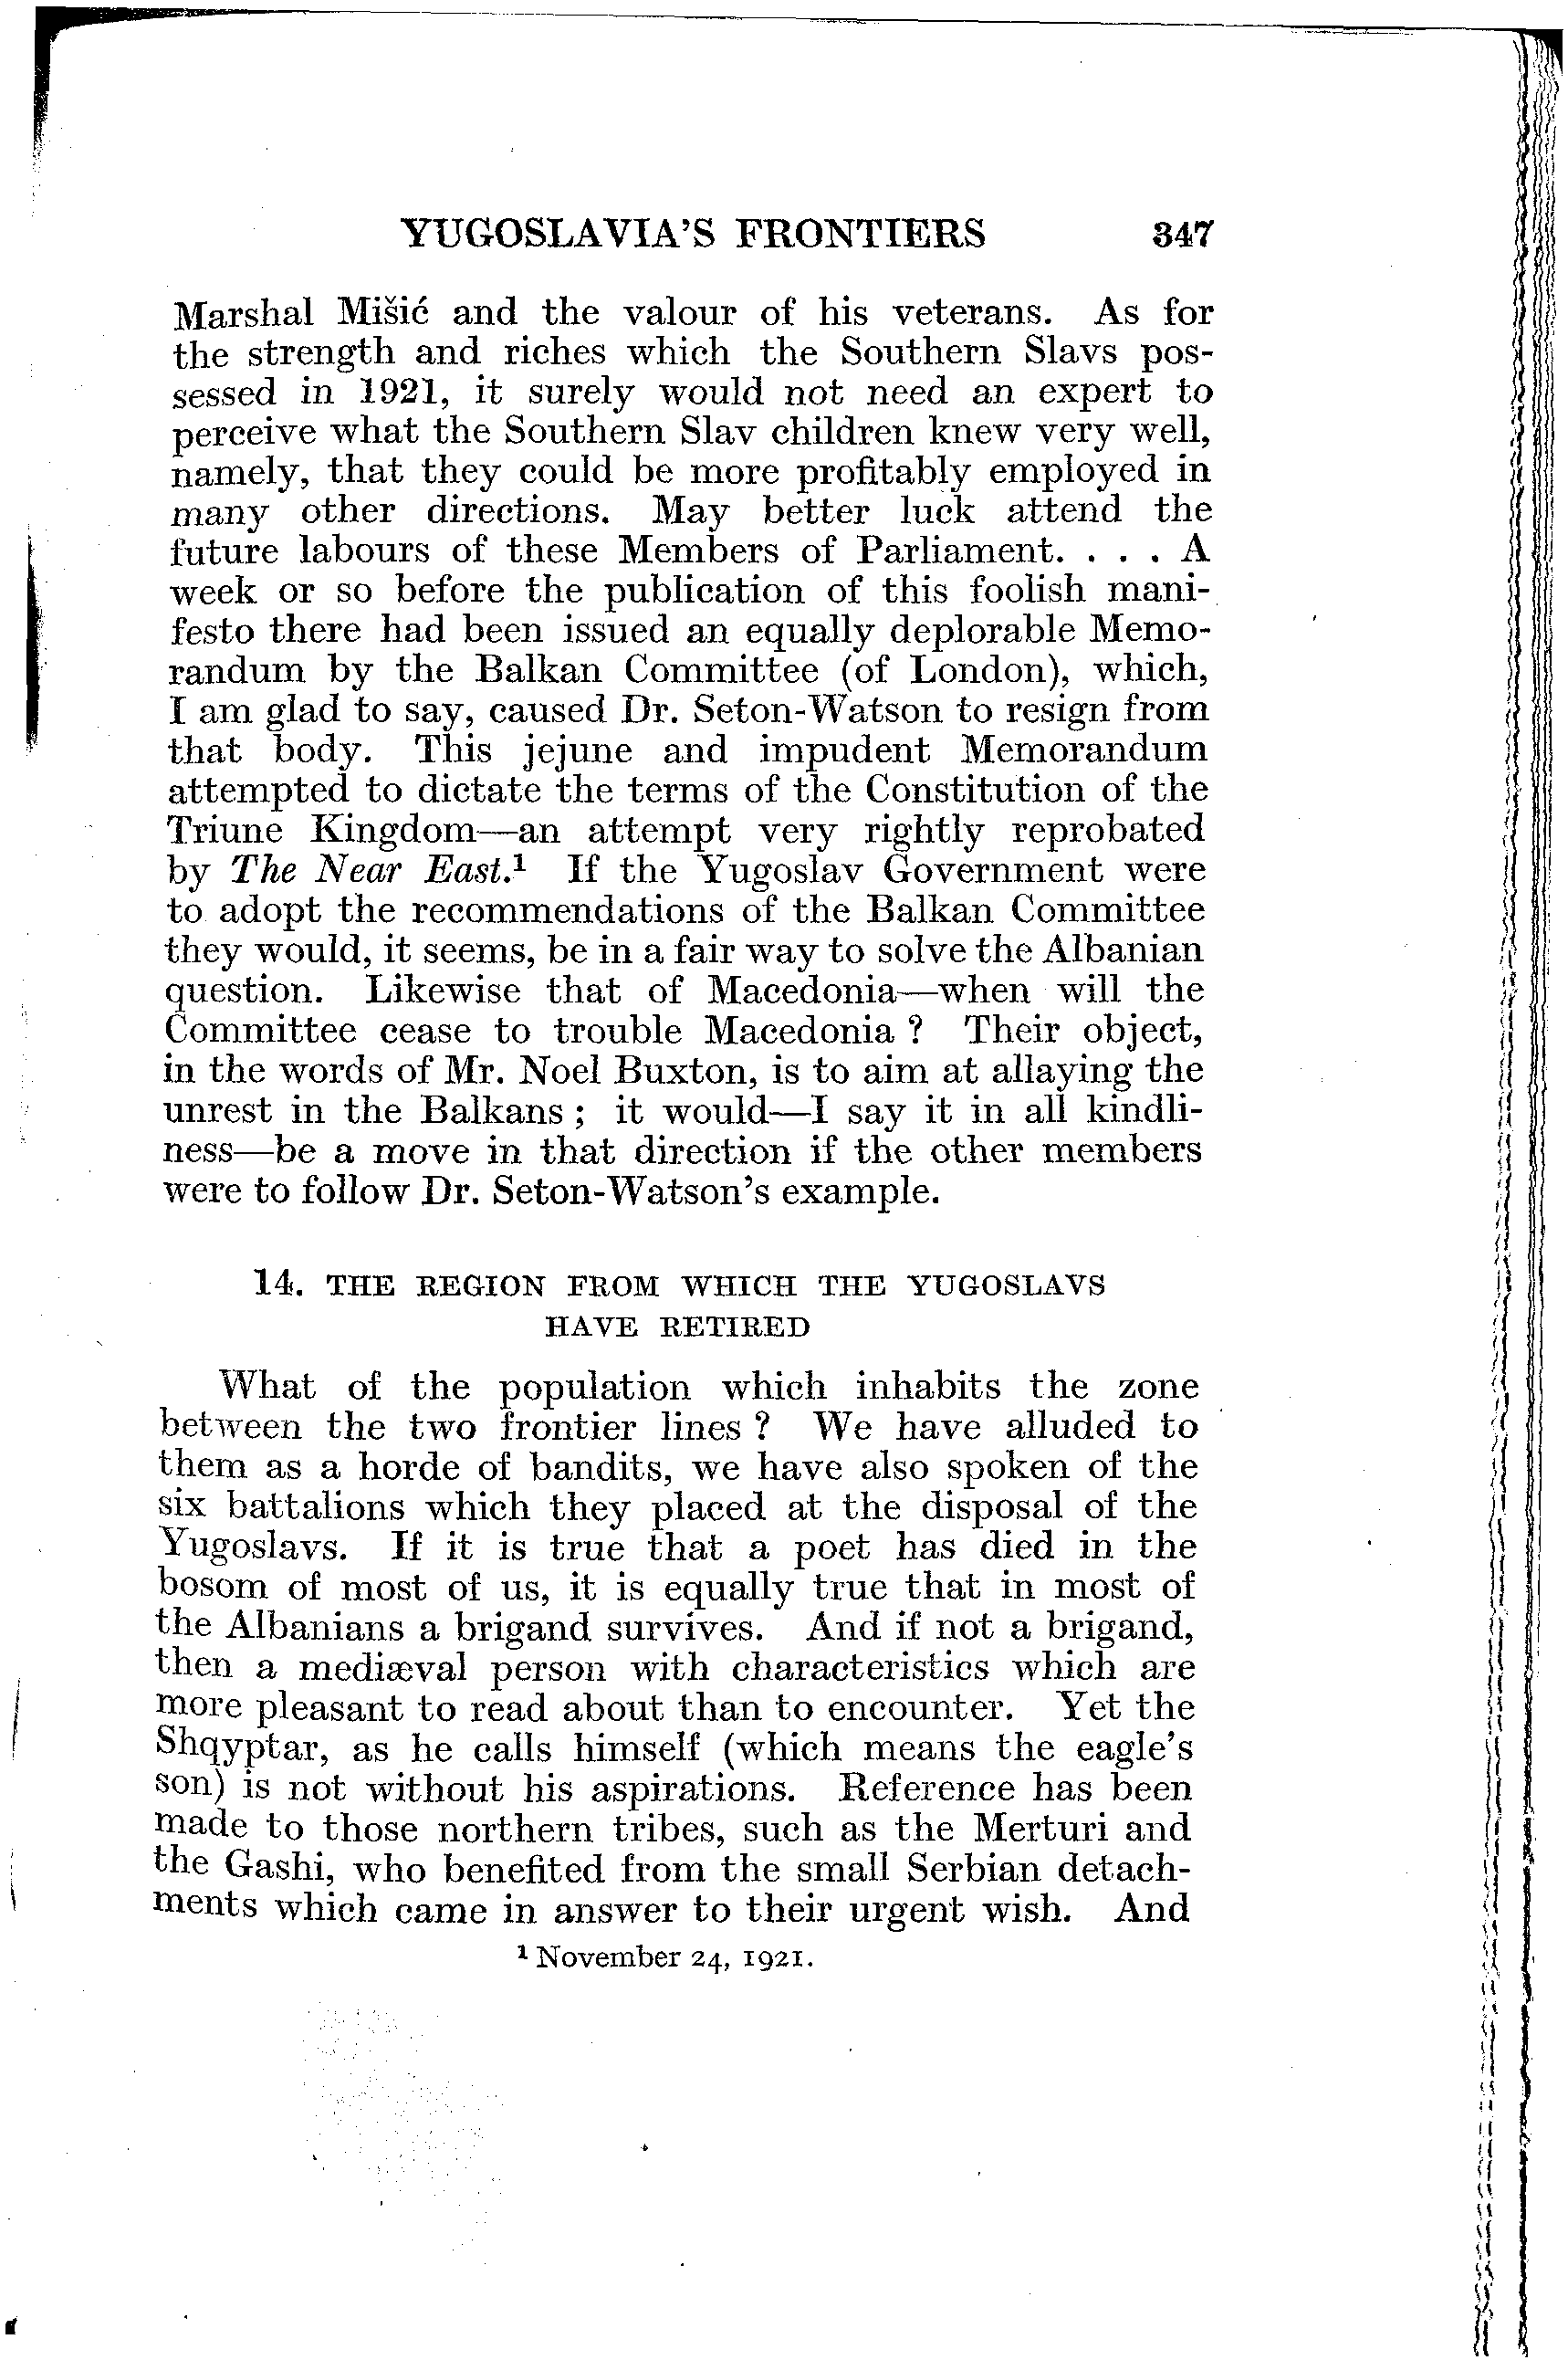 YUGOSLAVIA'S FRONTIERS 347
Marshal Mišić and the valour of his veterans. As for
the strength and riches which the Southern Slavs pos-
sessed in 1921, it surely would not need an expert to
perceive what the Southern Slav children knew very well,
namely, that they could be more profitably employed in
many other directions. May better luck attend the
future labours of these Members of Parliament. . . . A
week or so before the publication of this foolish mani-
festo there had been issued an equally deplorable Memo-
randum by the Balkan Committee (of London), which,
I am glad to say, caused Dr. Seton-Watson to resign from
that body. This jejune and impudent Memorandum
attempted to dictate the terms of the Constitution of the
Triune Kingdom—an attempt very rightly reprobated
by The Near East.¹ If the Yugoslav Government were
to adopt the recommendations of the Balkan Committee
they would, it seems, be in a fair way to solve the Albanian
question. Likewise that of Macedonia—when will the
Committee cease to trouble Macedonia ? Their object,
in the words of Mr. Noel Buxton, is to aim at allaying the
unrest in the Balkans ; it would—I say it in all kindli-
ness—be a move in that direction if the other members
were to follow Dr. Seton-Watson's example.
14. THE REGION FROM WHICH THE YUGOSLAVS
HAVE RETIRED
What of the population which inhabits the zone
between the two frontier lines ? We have alluded to
them as a horde of bandits, we have also spoken of the
six battalions which they placed at the disposal of the
Yugoslavs. If it is true that a poet has died in the
bosom of most of us, it is equally true that in most of
the Albanians a brigand survives. And if not a brigand,
then a mediæval person with characteristics which are
more pleasant to read about than to encounter. Yet the
Shqyptar, as he calls himself (which means the eagle's
son) is not without his aspirations. Reference has been
made to those northern tribes, such as the Merturi and
the Gashi, who benefited from the small Serbian detach-
ments which came in answer to their urgent wish. And
¹ November 24, 1921.